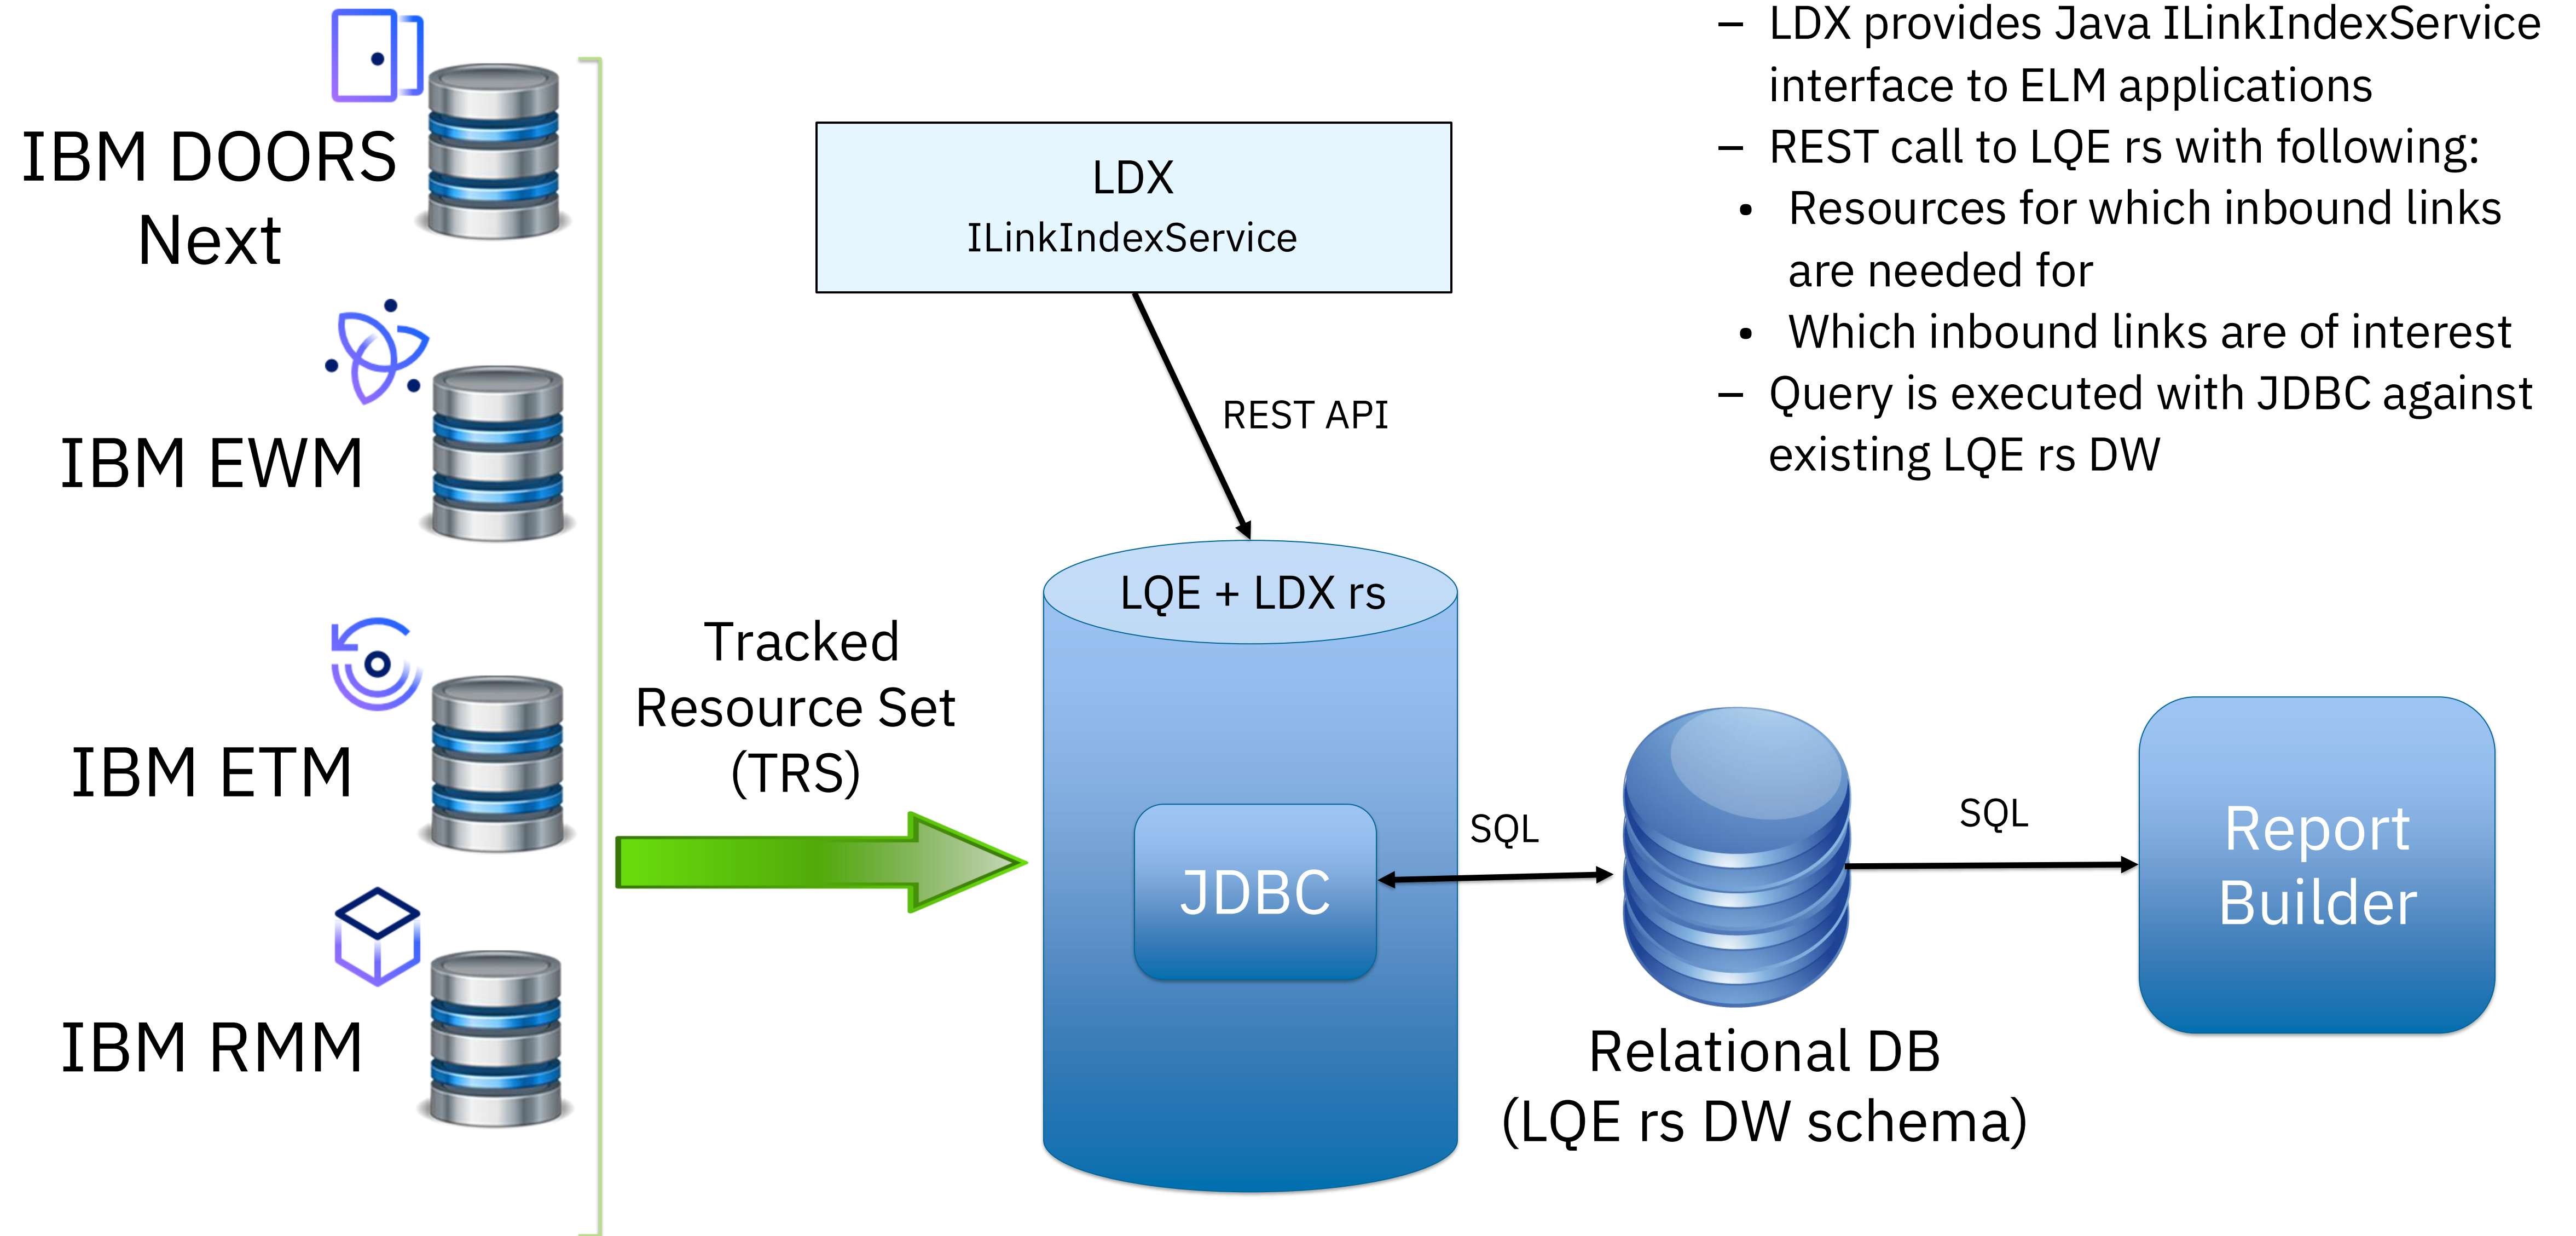 IBM DOORS
Next
IBM EWM
IBM ETM
IBM RMM
Tracked
Resource Set
(TRS)
LDX
ILinkIndexService
REST API
LQE + LDX rs
JDBC
SQL
Relational DB
(LQE rs DW schema)
SQL
Report
Builder
– LDX provides Java ILinkIndexService
interface to ELM applications
– REST call to LQE rs with following:
• Resources for which inbound links
are needed for
• Which inbound links are of interest
– Query is executed with JDBC against
existing LQE rs DW